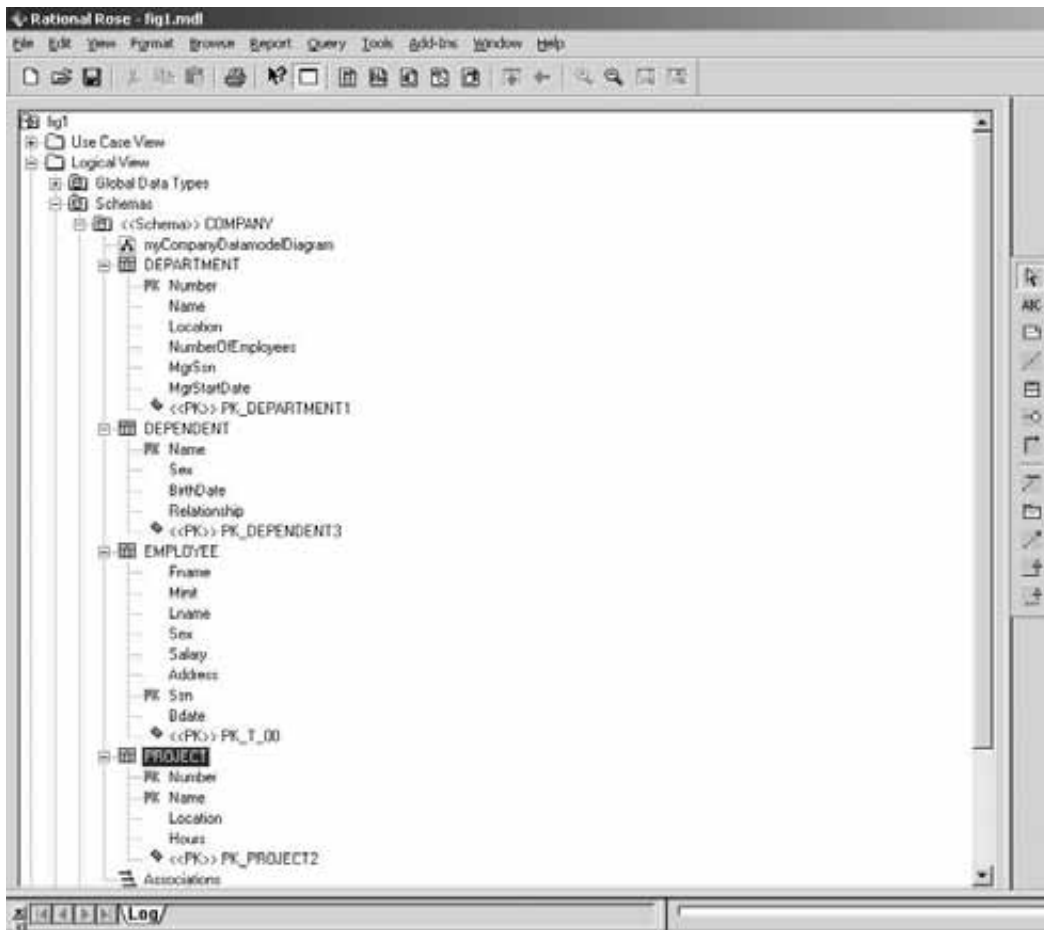 Rational Rose - fig1.mdl
File Edit View Format Browse Report Query Tools Add-Ins Window Help
fig1
Use Case View
Logical View
Global Data Types
Schemas
<<Schema>> COMPANY
myCompanyDatamodelDiagram
DEPARTMENT
PK Number
Name
Location
NumberOfEmployees
MgrSsn
MgrStartDate
<<PK>> PK_DEPARTMENT1
DEPENDENT
PK Name
Sex
BirthDate
Relationship
<<PK>> PK_DEPENDENT3
EMPLOYEE
Fname
Minit
Lname
Sex
Salary
Address
PK Ssn
Bdate
<<PK>> PK_T_00
PROJECT
PK Number
PK Name
Location
Hours
<<PK>> PK_PROJECT2
Associations
ABC
Log